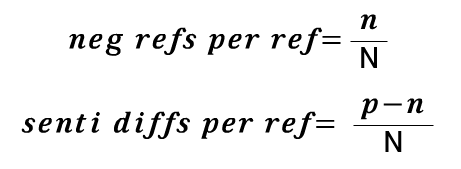 neg refs per ref= n/N
senti diffs per ref= p−n/N